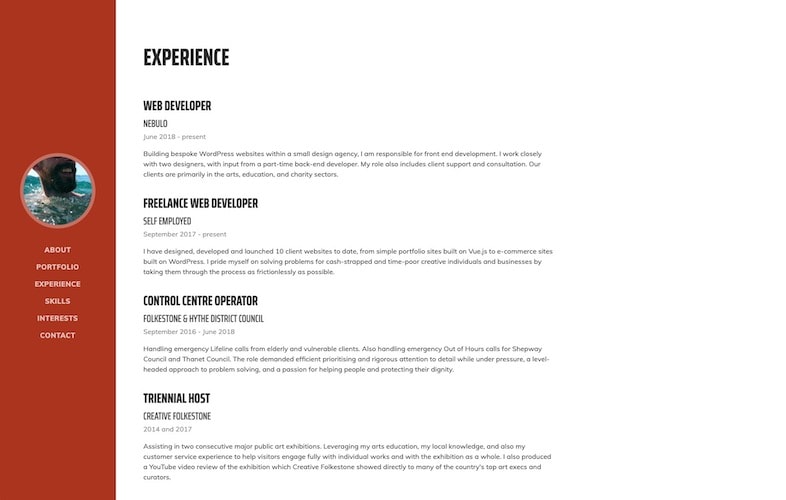 EXPERIENCE
WEB DEVELOPER
NEBULO
June 2018 - present
Building bespoke WordPress websites within a small design agency, I am responsible for front end development. I work closely
with two designers, with input from a part-time back-end developer. My role also includes client support and consultation. Our
clients are primarily in the arts, education, and charity sectors.
FREELANCE WEB DEVELOPER
SELF EMPLOYED
September 2017 - present
I have designed, developed and launched 10 client websites to date, from simple portfolio sites built on Vue.js to e-commerce sites
built on WordPress. I pride myself on solving problems for cash-strapped and time-poor creative individuals and businesses by
taking them through the process as frictionlessly as possible.
CONTROL CENTRE OPERATOR
FOLKESTONE & HYTHE DISTRICT COUNCIL
September 2016 - June 2018
Handling emergency Lifeline calls from elderly and vulnerable clients. Also handling emergency Out of Hours calls for Shepway
Council and Thanet Council. The role demanded efficient prioritising and rigorous attention to detail while under pressure, a level-
headed approach to problem solving, and a passion for helping people and protecting their dignity.
TRIENNIAL HOST
CREATIVE FOLKESTONE
2014 and 2017
Assisting in two consecutive major public art exhibitions. Leveraging my arts education, my local knowledge, and also my
customer service experience to help visitors engage fully with individual works and with the exhibition as a whole. I also produced
a YouTube video review of the exhibition which Creative Folkestone showed directly to many of the country's top art execs and
curators.
ABOUT
PORTFOLIO
EXPERIENCE
SKILLS
INTERESTS
CONTACT